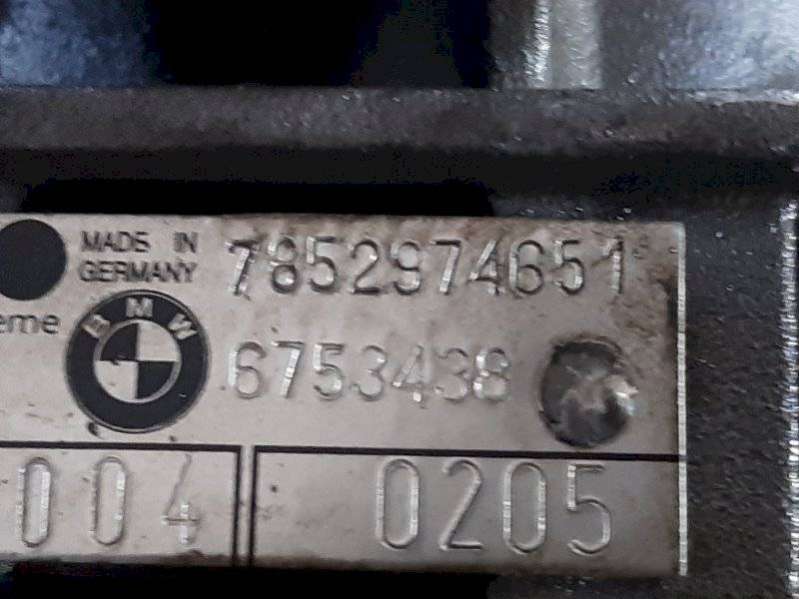 MADE IN
GERMANY
7852974651
eme
BMW
6753438
004
0205